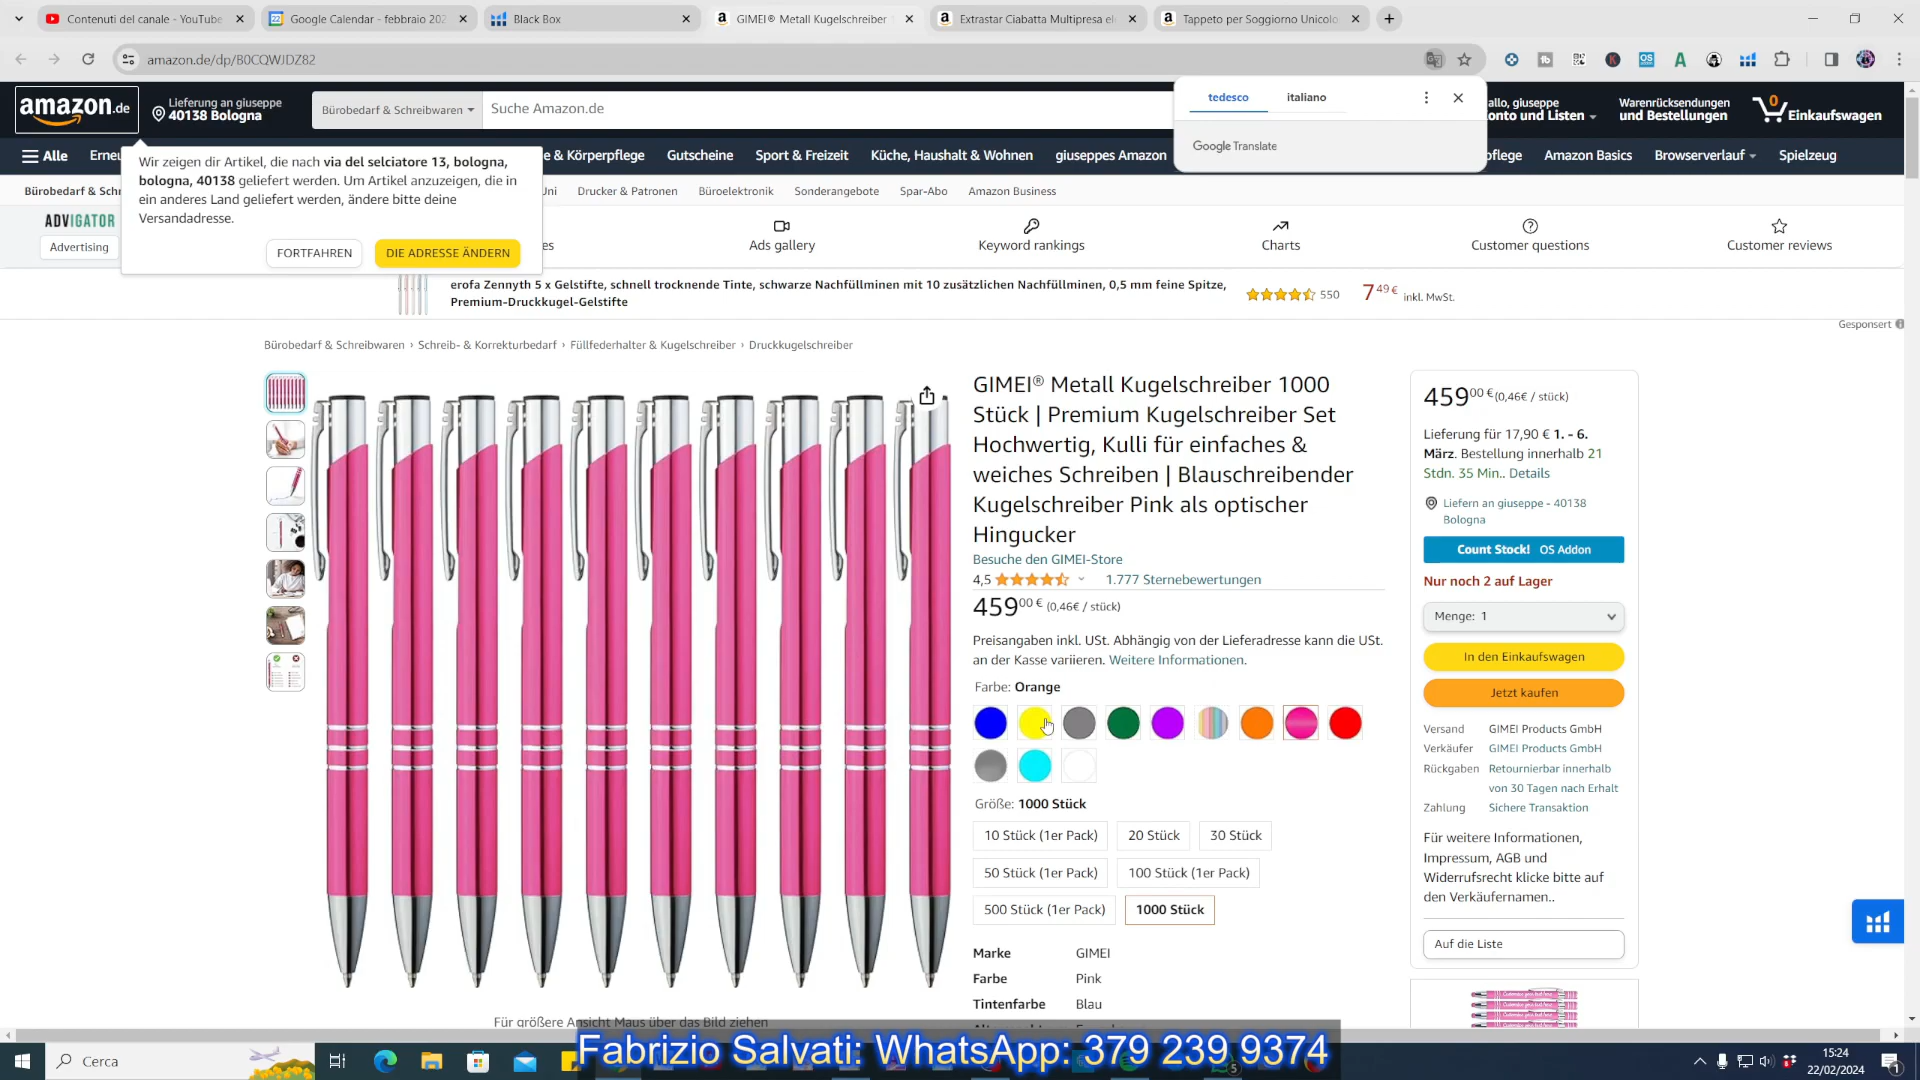 Contenuti del canale - YouTube
Google Calendar - febbraio 202
Black Box
GIMEI® Metall Kugelschreiber
Extrastar Ciabatta Multipresa el
Tappeto per Soggiorno Unicolo
amazon.de/dp/B0CQWJDZ82
tedesco
italiano
Google Translate
amazon.de
Lieferung an giuseppe
40138 Bologna
Bürobedarf & Schreibwaren
Suche Amazon.de
allo, giuseppe
onto und Listen
Warenrücksendungen
und Bestellungen
0
Einkaufswagen
Alle
Erneu
e & Körperpflege
Gutscheine
Sport & Freizeit
Küche, Haushalt & Wohnen
giuseppes Amazon
pflege
Amazon Basics
Browserverlauf
Spielzeug
Wir zeigen dir Artikel, die nach via del selciatore 13, bologna,
bologna, 40138 geliefert werden. Um Artikel anzuzeigen, die in
ein anderes Land geliefert werden, ändere bitte deine
Versandadresse.
FORTFAHREN
DIE ADRESSE ÄNDERN
Bürobedarf & Schr
Uni
Drucker & Patronen
Büroelektronik
Sonderangebote
Spar-Abo
Amazon Business
ADVIGATOR
Advertising
es
Ads gallery
Keyword rankings
Charts
Customer questions
Customer reviews
erofa Zennyth 5 x Gelstifte, schnell trocknende Tinte, schwarze Nachfüllminen mit 10 zusätzlichen Nachfüllminen, 0,5 mm feine Spitze,
Premium-Druckkugel-Gelstifte
550
7 49 € inkl. MwSt.
Gesponsert
Bürobedarf & Schreibwaren › Schreib- & Korrekturbedarf › Füllfederhalter & Kugelschreiber › Druckkugelschreiber
GIMEI® Metall Kugelschreiber 1000
Stück | Premium Kugelschreiber Set
Hochwertig, Kulli für einfaches &
weiches Schreiben | Blauschreibender
Kugelschreiber Pink als optischer
Hingucker
Besuche den GIMEI-Store
4,5
1.777 Sternebewertungen
459 00 € (0,46€ / stück)
Preisangaben inkl. USt. Abhängig von der Lieferadresse kann die USt.
an der Kasse variieren. Weitere Informationen.
Farbe: Orange
Größe: 1000 Stück
10 Stück (1er Pack)
20 Stück
30 Stück
50 Stück (1er Pack)
100 Stück (1er Pack)
500 Stück (1er Pack)
1000 Stück
Marke GIMEI
Farbe Pink
Tintenfarbe Blau
Für größere Ansicht Maus über das Bild ziehen
459 00 € (0,46€ / stück)
Lieferung für 17,90 € 1. - 6.
März. Bestellung innerhalb 21
Stdn. 35 Min.. Details
Liefern an giuseppe - 40138
Bologna
Count Stock! OS Addon
Nur noch 2 auf Lager
Menge: 1
In den Einkaufswagen
Jetzt kaufen
Versand GIMEI Products GmbH
Verkäufer GIMEI Products GmbH
Rückgaben Retournierbar innerhalb
von 30 Tagen nach Erhalt
Zahlung Sichere Transaktion
Für weitere Informationen,
Impressum, AGB und
Widerrufsrecht klicke bitte auf
den Verkäufernamen..
Auf die Liste
Fabrizio Salvati: WhatsApp: 379 239 9374
Cerca
5
15:24
22/02/2024
1